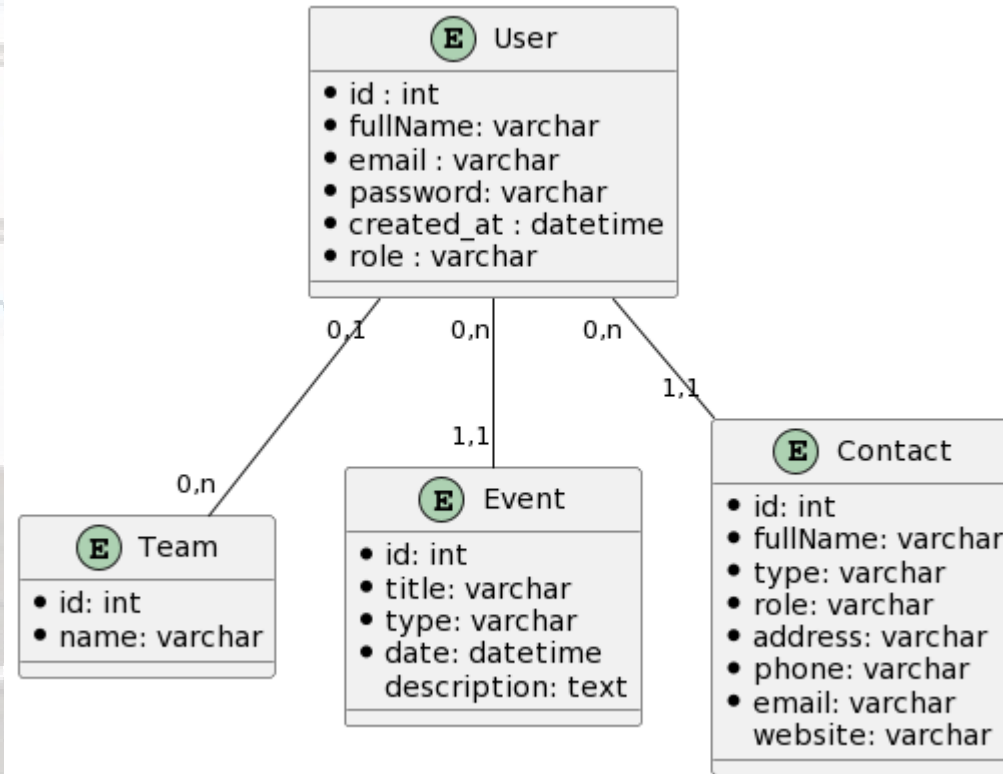 E User
id : int
fullName: varchar
email : varchar
password: varchar
created_at : datetime
role : varchar
0,1
0,n
0,n
1,1
1,1
0,n
E Team
id: int
name: varchar
E Event
id: int
title: varchar
type: varchar
date: datetime
description: text
E Contact
id: int
fullName: varchar
type: varchar
role: varchar
address: varchar
phone: varchar
email: varchar
website: varchar